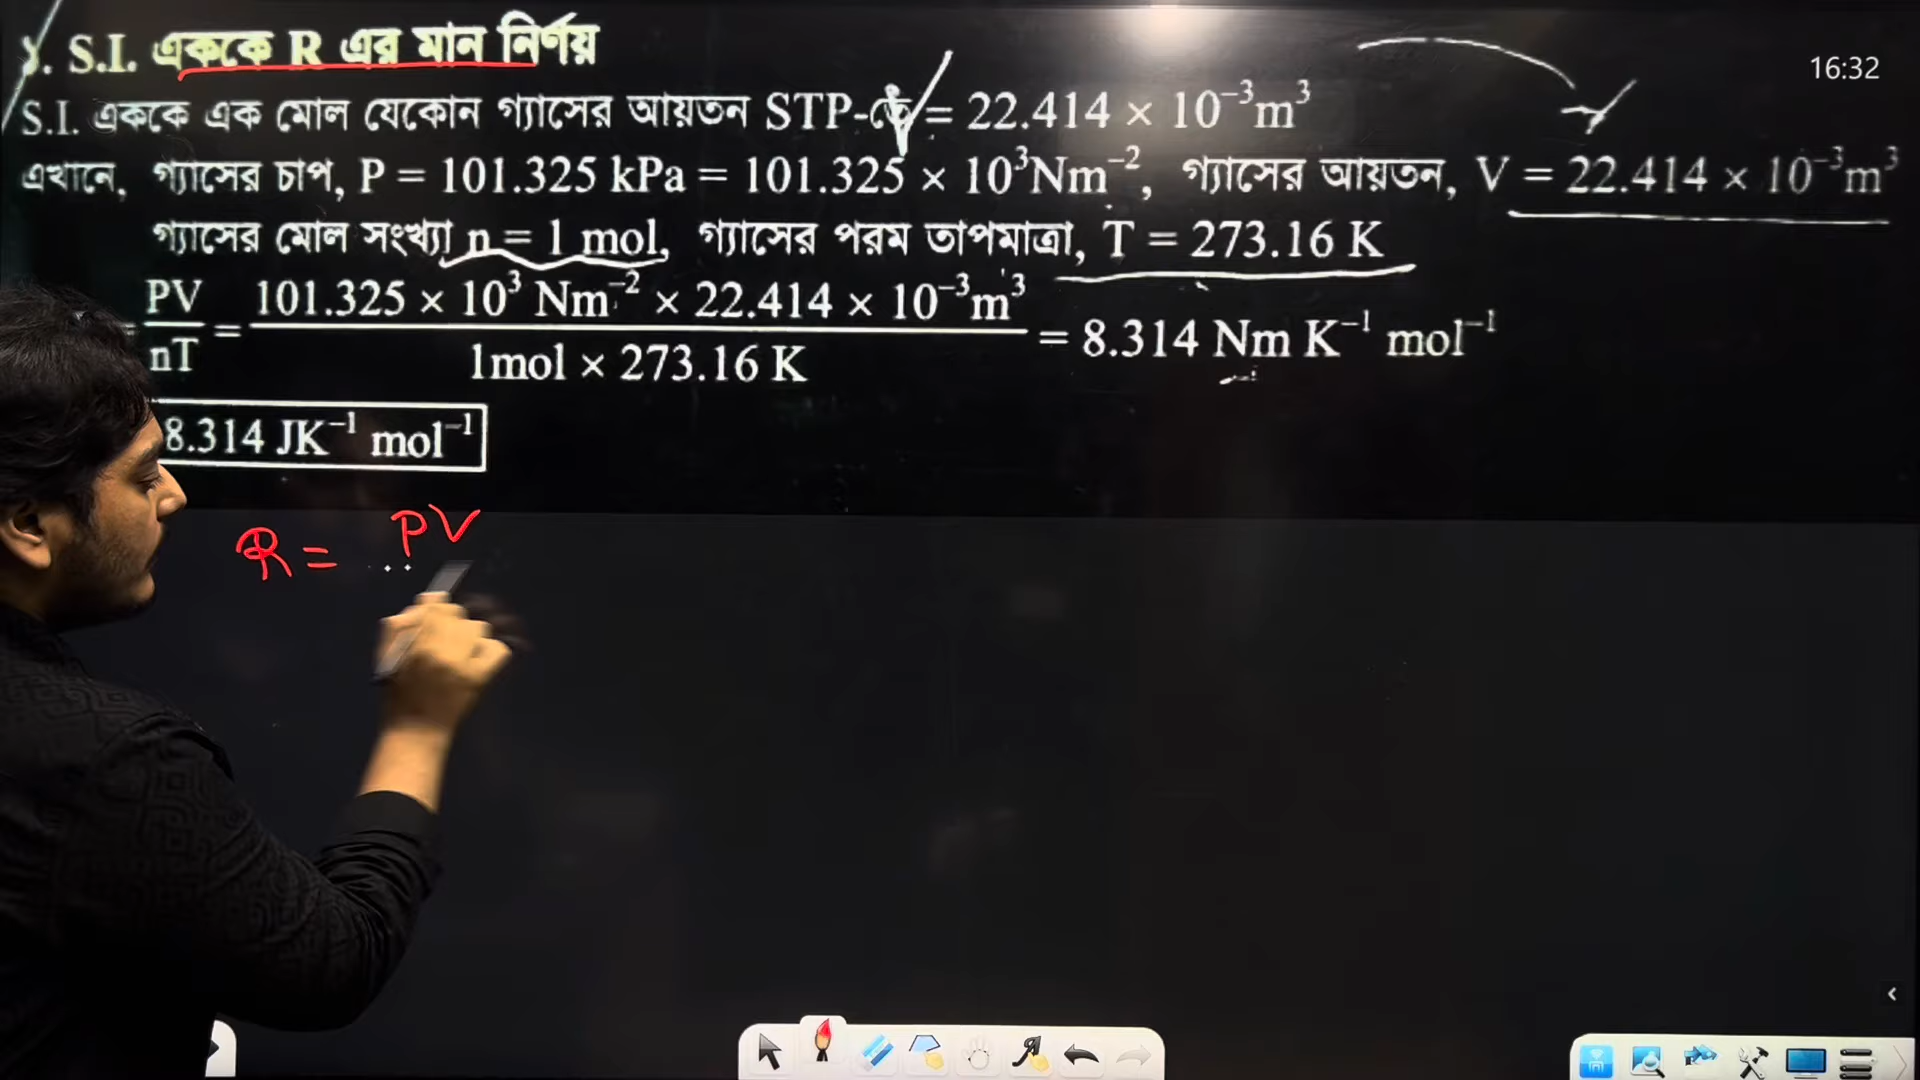 S.I. এককে R এর মান নির্ণয়
16:32
S.I. এককে এক মোল যেকোন গ্যাসের আয়তন STP-তে = 22.414 × 10⁻³m³
এখানে, গ্যাসের চাপ, P = 101.325 kPa = 101.325 × 10³Nm⁻², গ্যাসের আয়তন, V = 22.414 × 10⁻³m³
গ্যাসের মোল সংখ্যা n = 1 mol, গ্যাসের পরম তাপমাত্রা, T = 273.16 K
PV/nT = (101.325 × 10³ Nm⁻² × 22.414 × 10⁻³m³)/(1mol × 273.16 K) = 8.314 Nm K⁻¹ mol⁻¹
8.314 JK⁻¹ mol⁻¹
R = PV